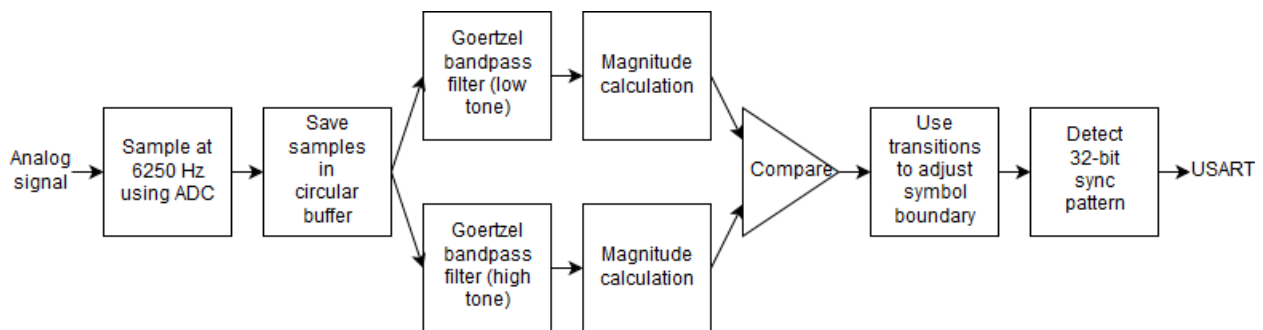 Analog
signal
Sample at
6250 Hz
using ADC
Save
samples
in
circular
buffer
Goertzel
bandpass
filter (low
tone)
Magnitude
calculation
Goertzel
bandpass
filter (high
tone)
Magnitude
calculation
Compare
Use
transitions
to adjust
symbol
boundary
Detect
32-bit
sync
pattern
USART